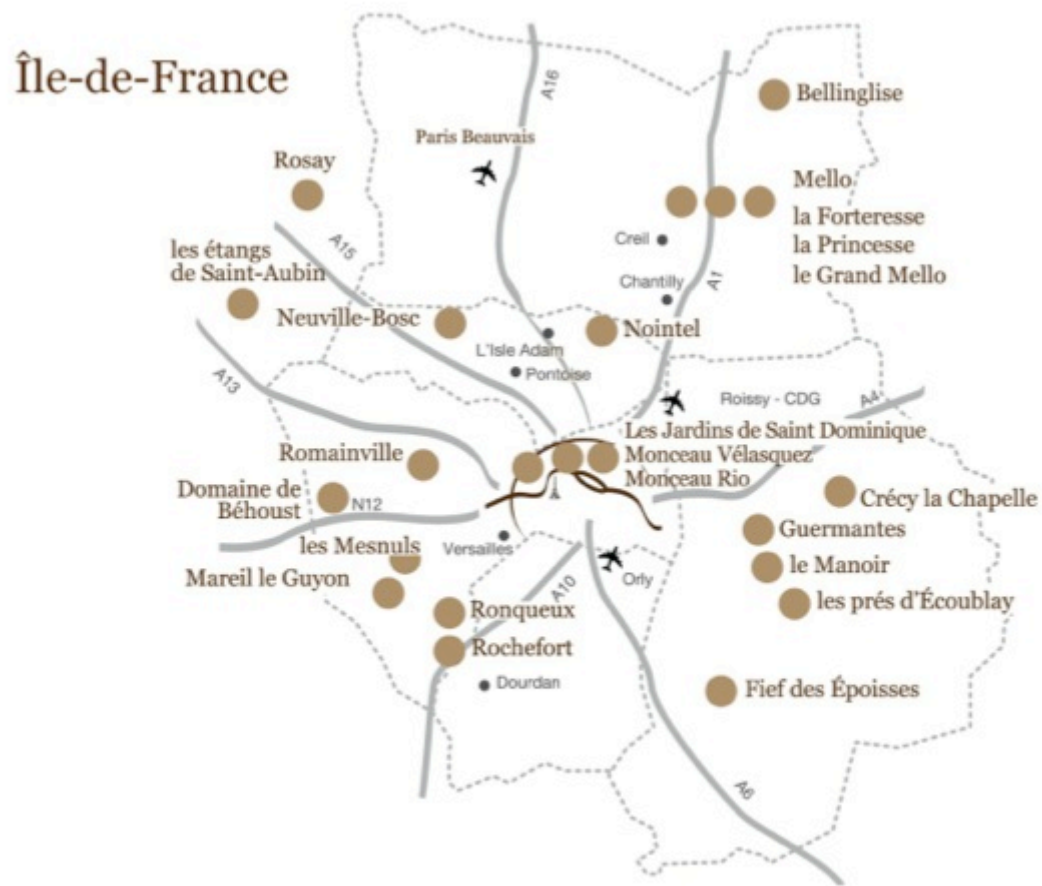 Île-de-France
A16
Bellinglise
Paris Beauvais
Rosay
Mello
la Forteresse
la Princesse
le Grand Mello
A15
Creil
les étangs
de Saint-Aubin
Chantilly
A1
Neuville-Bosc
Nointel
L'Isle Adam
Pontoise
A13
Roissy - CDG
A4
Les Jardins de Saint Dominique
Monceau Vélasquez
Monceau Rio
Romainville
Domaine de
Béhoust
N12
Crécy la Chapelle
Guermantes
Versailles
les Mesnuls
le Manoir
Mareil le Guyon
Orly
A10
les prés d'Écoublay
Ronqueux
Rochefort
Dourdan
Fief des Époisses
A6